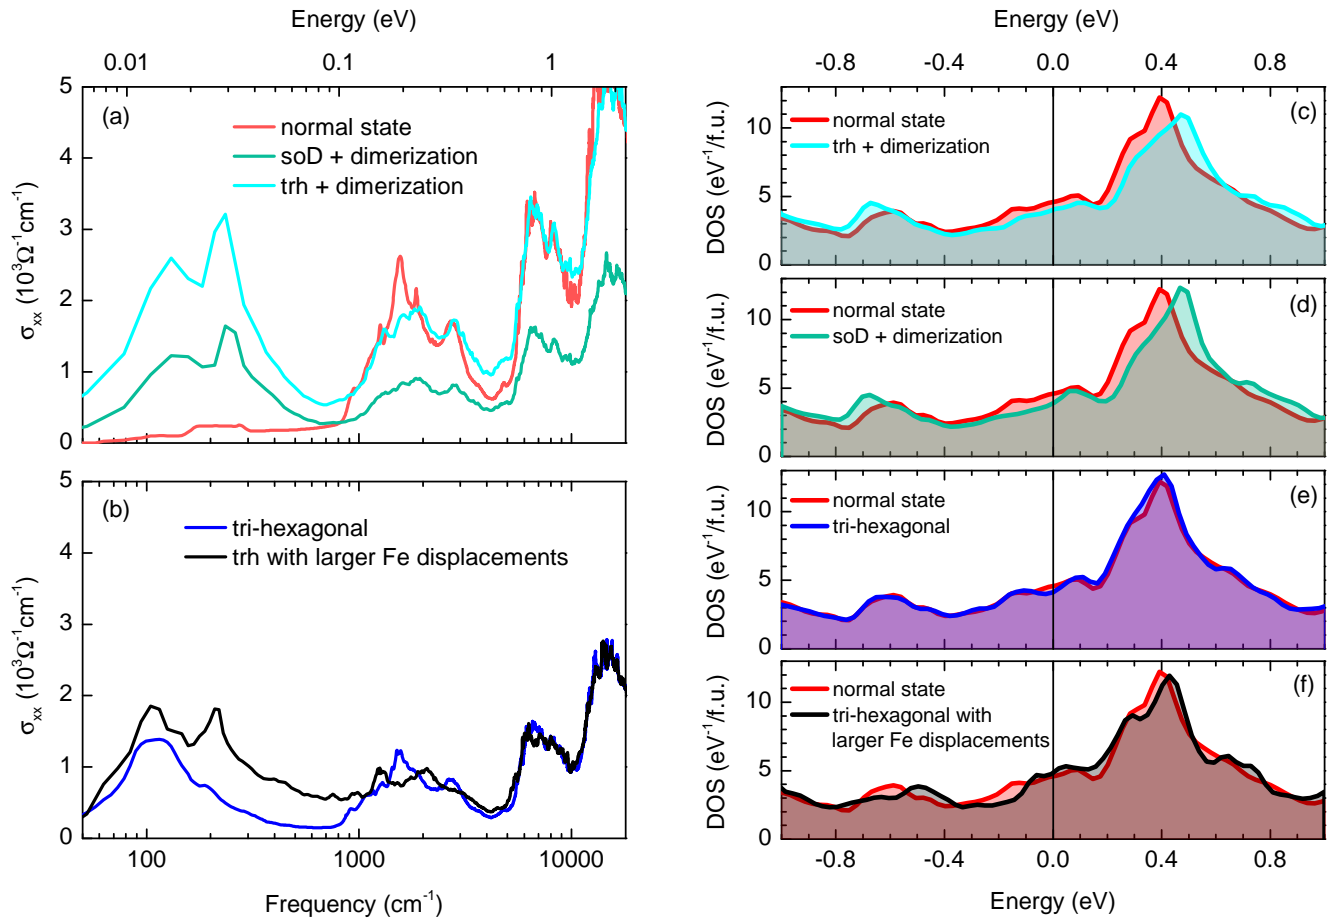 Energy (eV)
0.01
0.1
1
5
4
3
2
1
0
σxx (10³Ω⁻¹cm⁻¹)
(a)
normal state
soD + dimerization
trh + dimerization
5
4
3
2
1
0
σxx (10³Ω⁻¹cm⁻¹)
(b)
tri-hexagonal
trh with larger Fe displacements
100
1000
10000
Frequency (cm⁻¹)
Energy (eV)
-0.8
-0.4
0.0
0.4
0.8
10
5
0
DOS (eV⁻¹/f.u.)
normal state
trh + dimerization
(c)
10
5
0
DOS (eV⁻¹/f.u.)
normal state
soD + dimerization
(d)
10
5
0
DOS (eV⁻¹/f.u.)
normal state
tri-hexagonal
(e)
10
5
0
DOS (eV⁻¹/f.u.)
normal state
tri-hexagonal with
larger Fe displacements
(f)
-0.8
-0.4
0.0
0.4
0.8
Energy (eV)